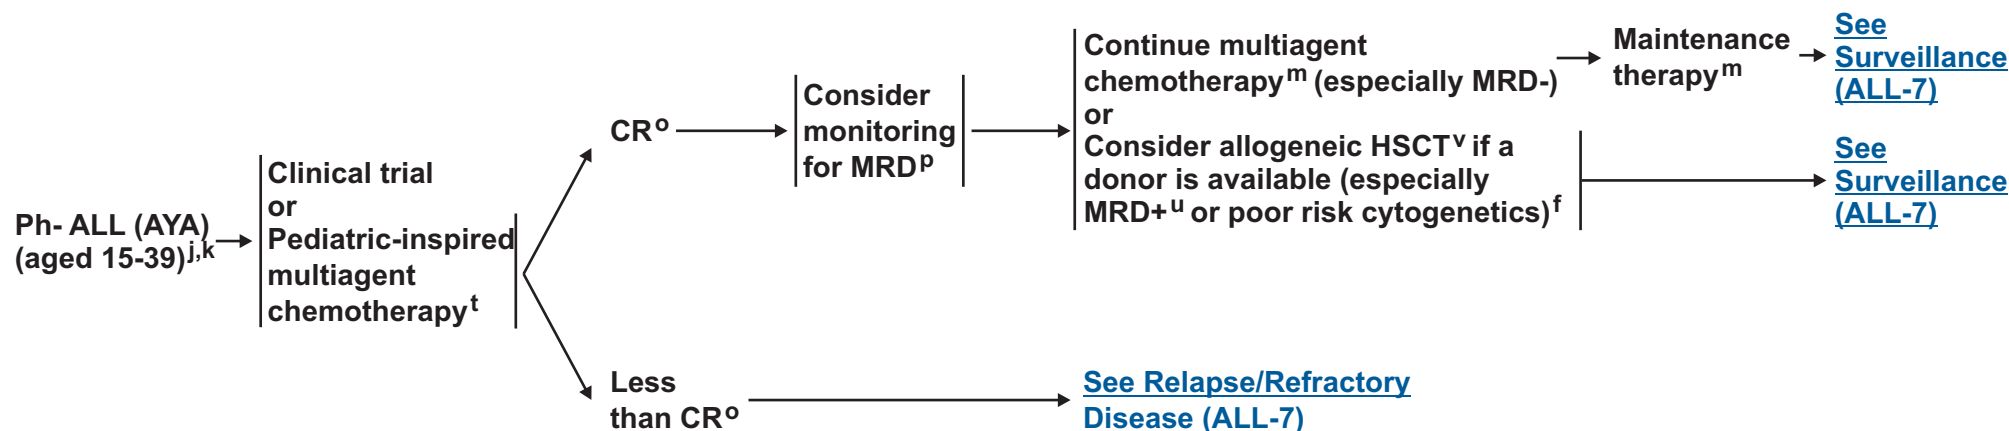 Ph- ALL (AYA)
(aged 15-39)j,k
Clinical trial
or
Pediatric-inspired
multiagent
chemotherapyt
CRo
Consider
monitoring
for MRDp
Continue multiagent
chemotherapym (especially MRD-)
or
Consider allogeneic HSCTv if a
donor is available (especially
MRD+u or poor risk cytogenetics)f
Maintenance
therapym
See
Surveillance
(ALL-7)
See
Surveillance
(ALL-7)
Less
than CRo
See Relapse/Refractory
Disease (ALL-7)